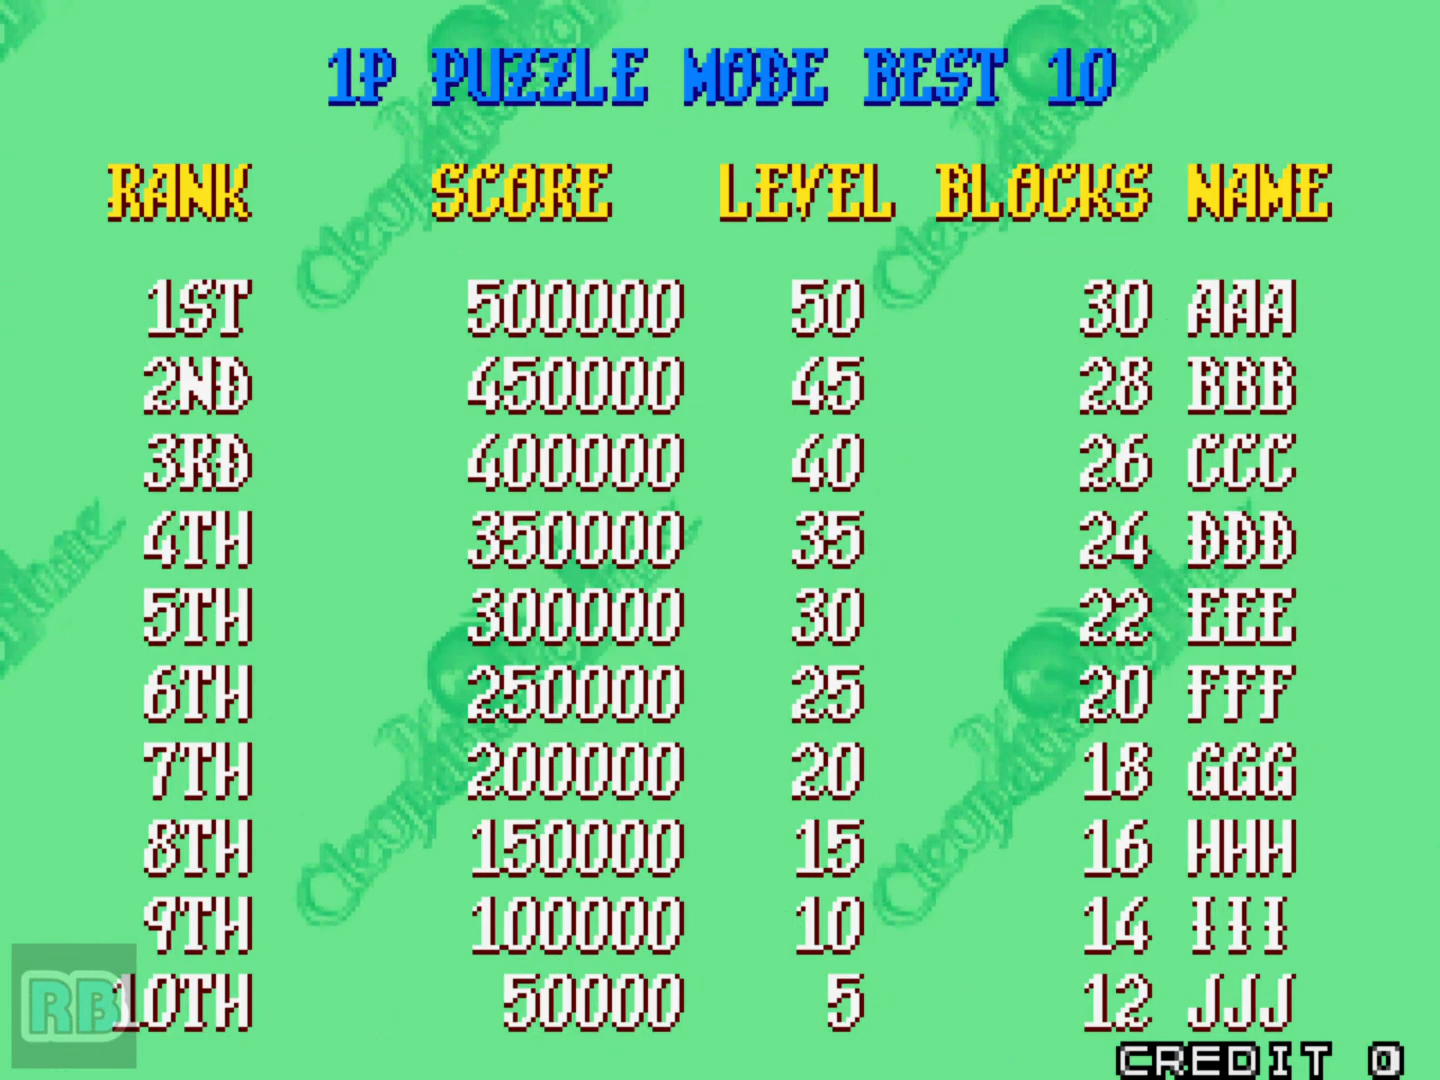 1P PUZZLE MODE BEST 10
RANK SCORE LEVEL BLOCKS NAME
1ST 500000 50 30 AAA
2ND 450000 45 28 BBB
3RD 400000 40 26 CCC
4TH 350000 35 24 DDD
5TH 300000 30 22 EEE
6TH 250000 25 20 FFF
7TH 200000 20 18 GGG
8TH 150000 15 16 HHH
9TH 100000 10 14 III
10TH 50000 5 12 JJJ
RB
CREDIT 0